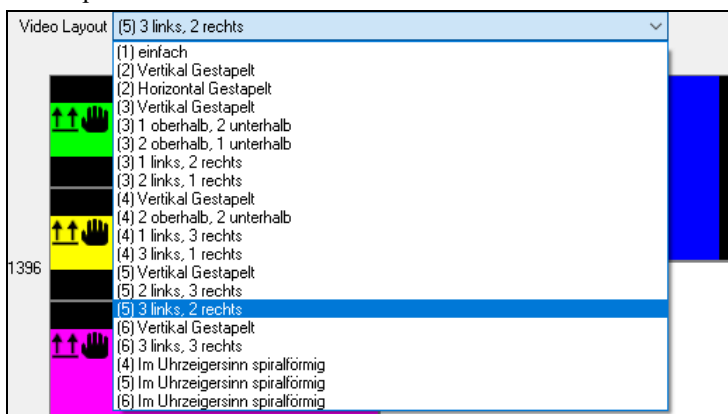 Video Layout (5) 3 links, 2 rechts
(1) einfach
(2) Vertikal Gestapelt
(2) Horizontal Gestapelt
(3) Vertikal Gestapelt
(3) 1 oberhalb, 2 unterhalb
(3) 2 oberhalb, 1 unterhalb
(3) 1 links, 2 rechts
(3) 2 links, 1 rechts
(4) Vertikal Gestapelt
(4) 2 oberhalb, 2 unterhalb
(4) 1 links, 3 rechts
(4) 3 links, 1 rechts
1396
(5) Vertikal Gestapelt
(5) 2 links, 3 rechts
(5) 3 links, 2 rechts
(6) Vertikal Gestapelt
(6) 3 links, 3 rechts
(4) Im Uhrzeigersinn spiralförmig
(5) Im Uhrzeigersinn spiralförmig
(6) Im Uhrzeigersinn spiralförmig